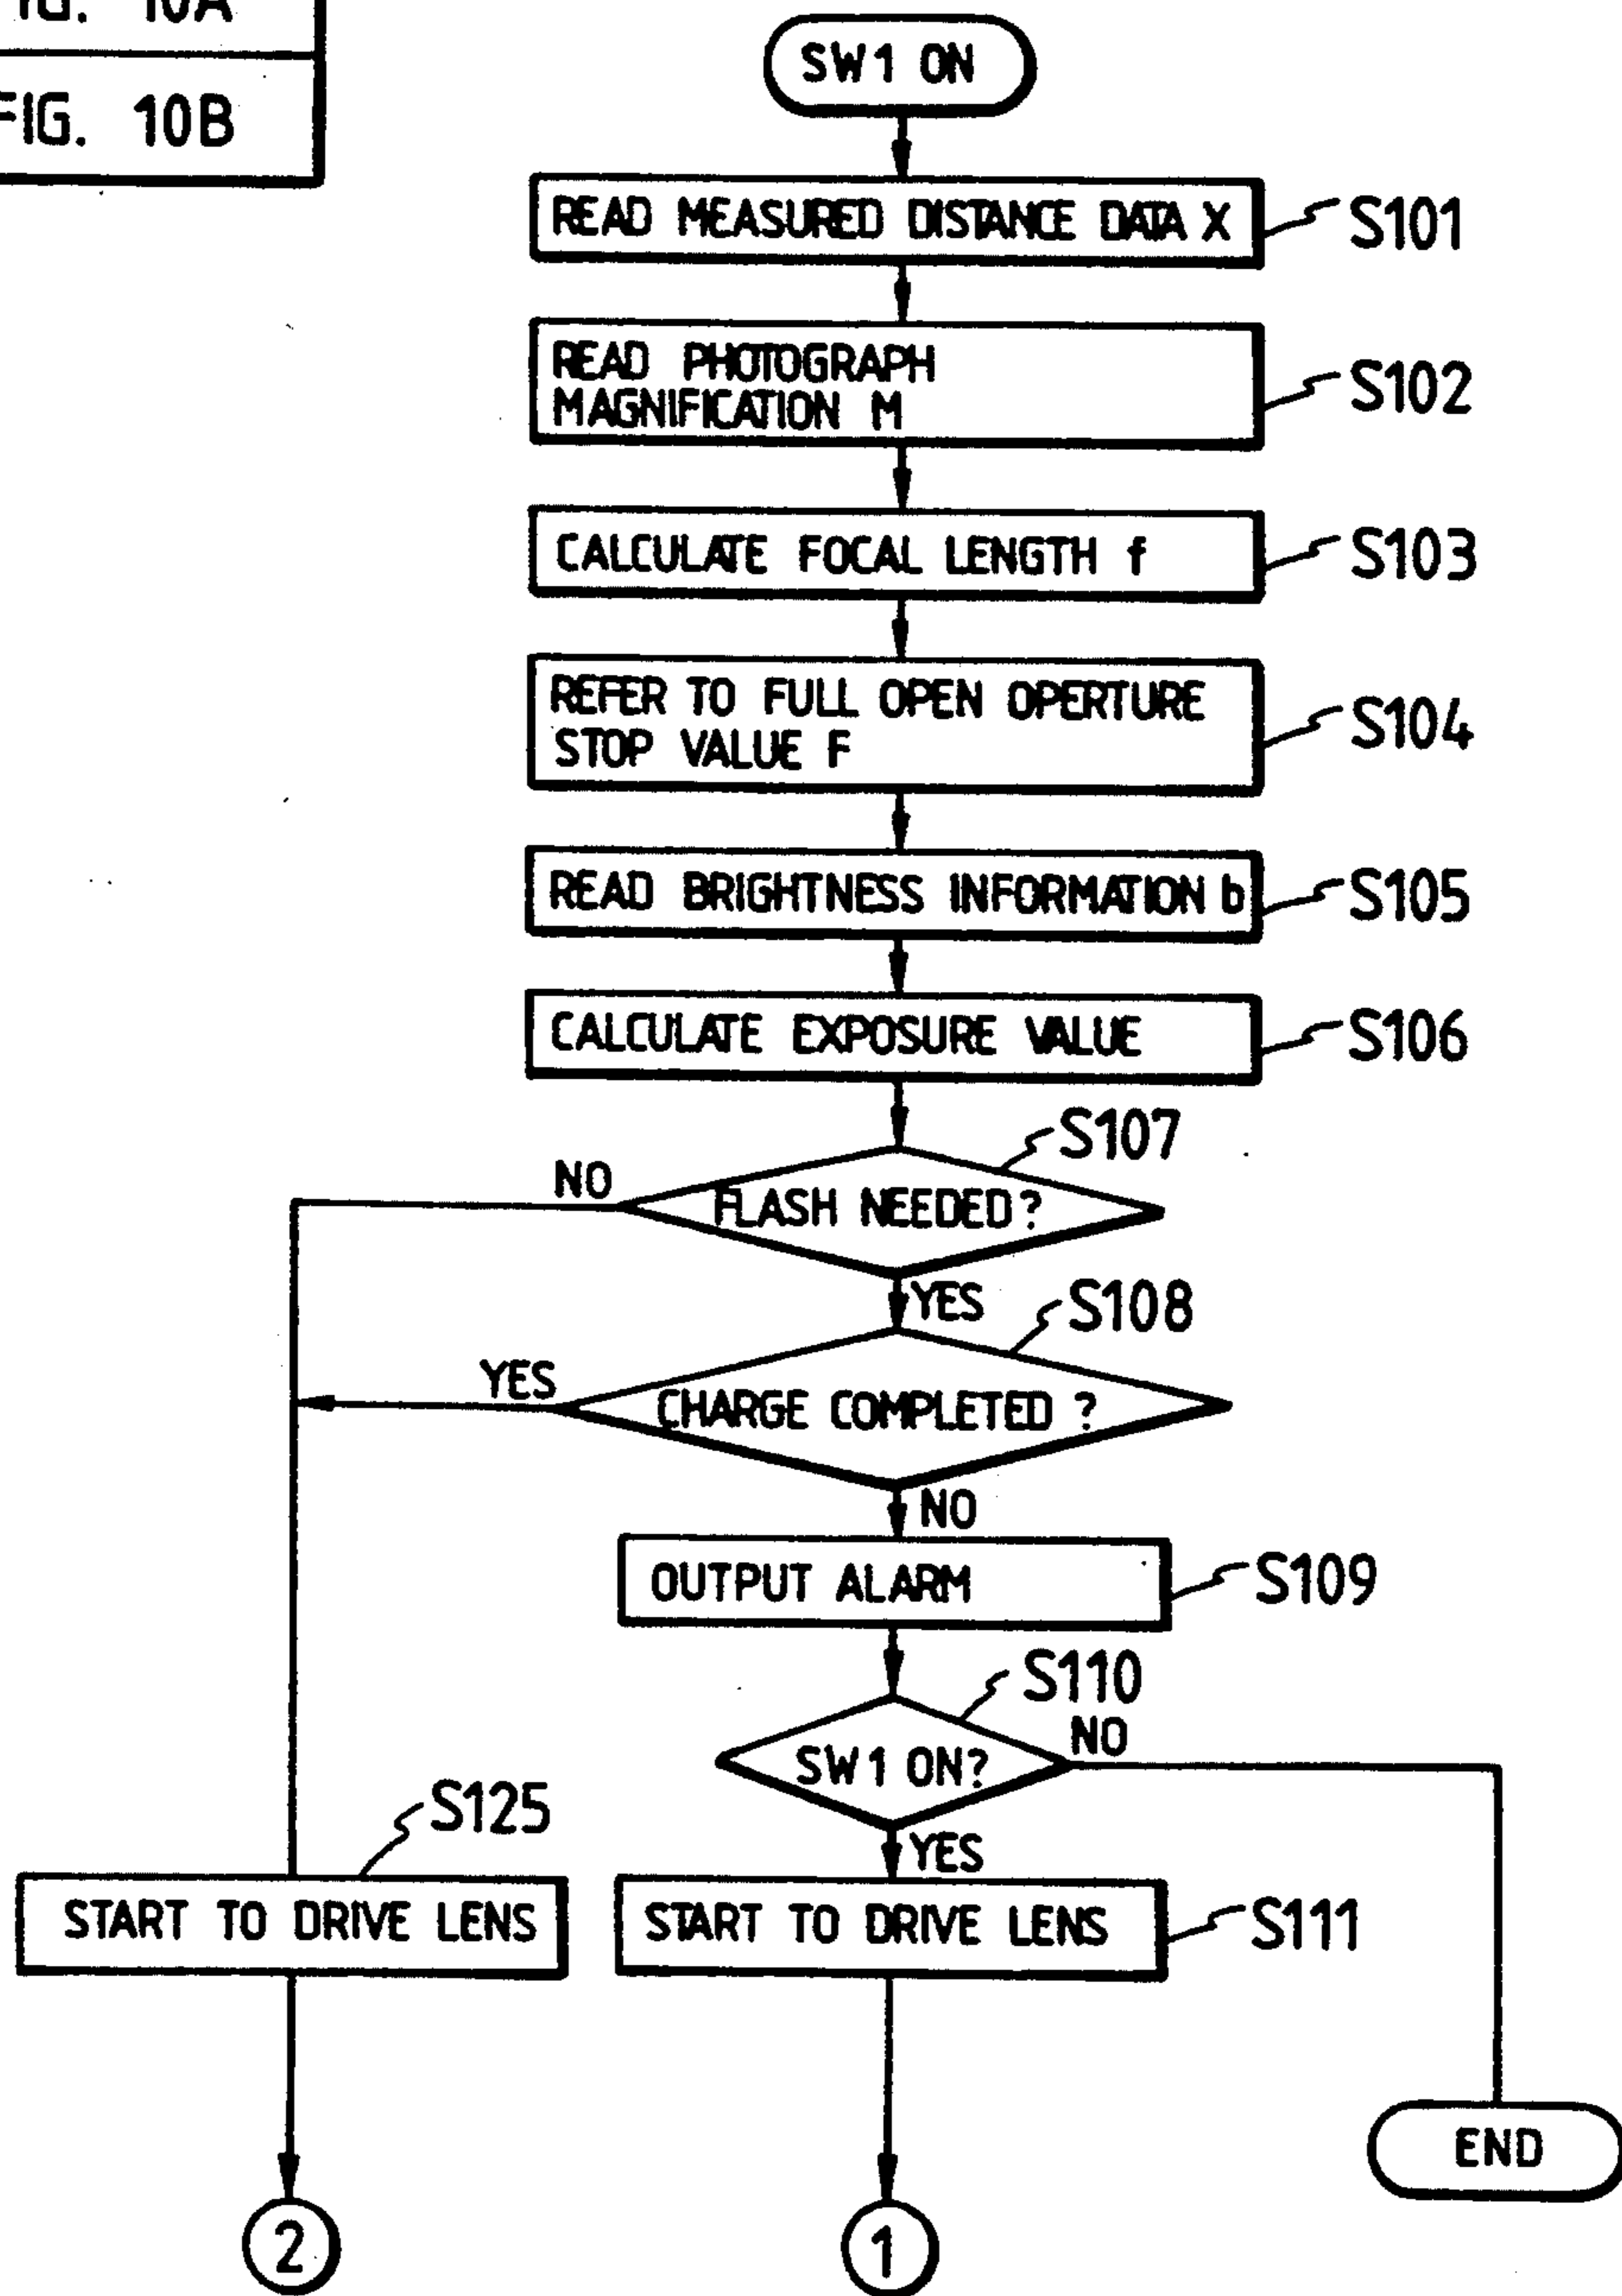 FIG. 10A
FIG. 10B
SW1 ON
READ MEASURED DISTANCE DATA X
S101
READ PHOTOGRAPH
MAGNIFICATION M
S102
CALCULATE FOCAL LENGTH f
S103
REFER TO FULL OPEN OPERTURE
STOP VALUE F
S104
READ BRIGHTNESS INFORMATION b
S105
CALCULATE EXPOSURE VALUE
S106
S107
NO
FLASH NEEDED?
YES
S108
YES
CHARGE COMPLETED ?
NO
OUTPUT ALARM
S109
S110
SW1 ON?
NO
YES
S125
START TO DRIVE LENS
START TO DRIVE LENS
S111
END
2
1